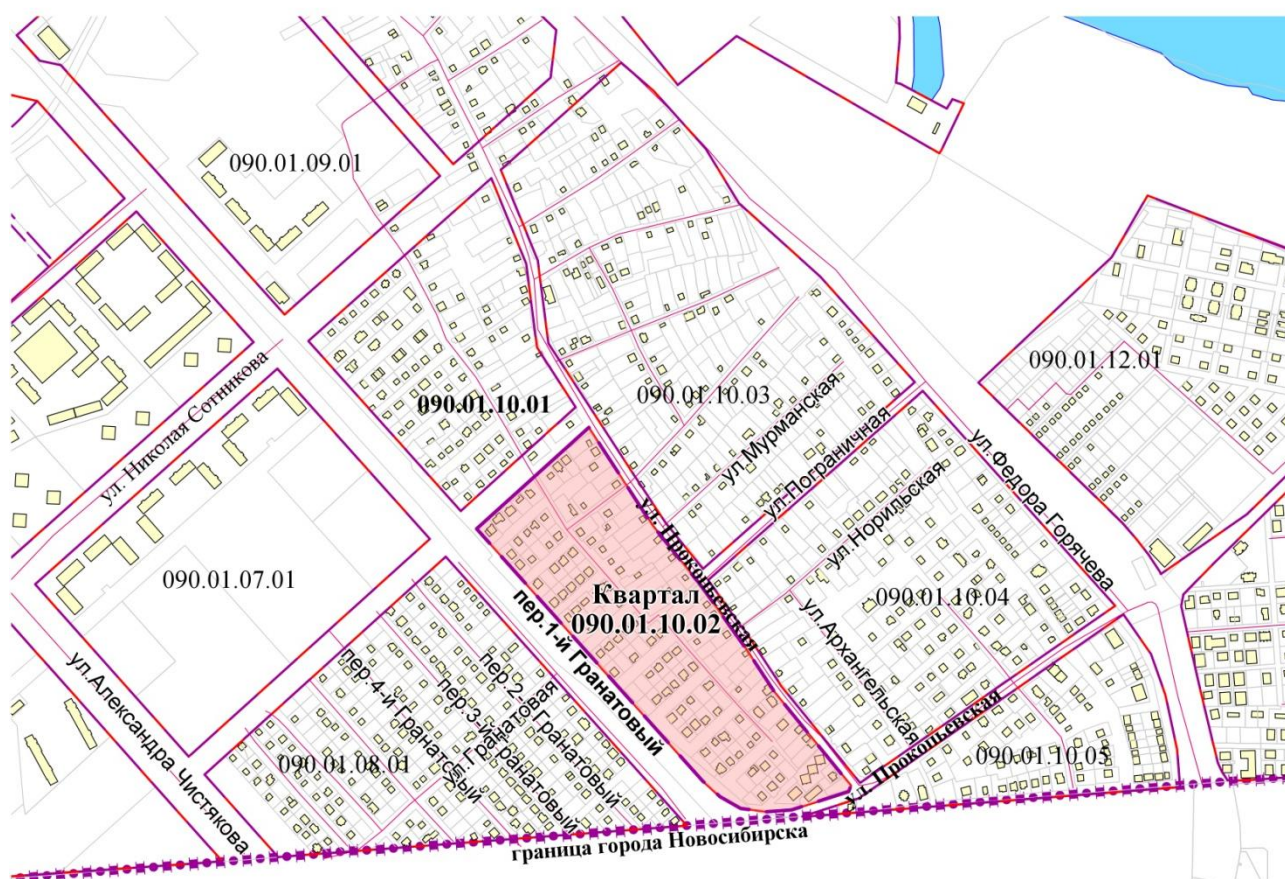 090.01.09.01
090.01.12.01
090.01.10.03
090.01.10.01
ул. Николая Сотникова
ул.Мурманская
ул.Пограничная
ул.Норильская
ул.Федора Горячева
ул. Прокопьевская
090.01.07.01
Квартал
090.01.10.02
090.01.10.04
ул.Архангельская
пер.1-й Гранатовый
пер.2-й Гранатовый
ул.Гранатовая
пер.3-й Гранатовый
пер.4-й Гранатовый
ул.Александра Чистякова
090.01.08.01
ул. Прокопьевская
090.01.10.05
граница города Новосибирска